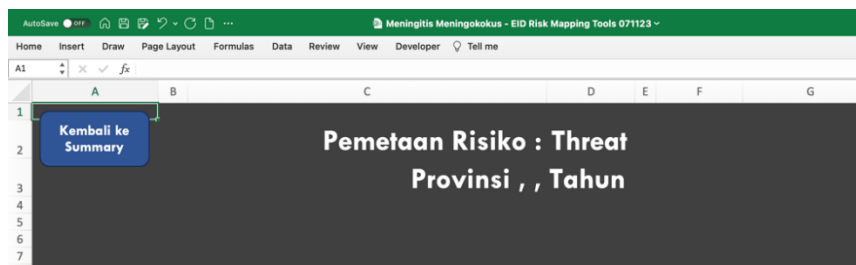 AutoSave OFF ... Meningitis Meningokokus - EID Risk Mapping Tools 071123
Home Insert Draw Page Layout Formulas Data Review View Developer Tell me
A1 fx
A B C D E F G
1
Kembali ke
Summary
2 Pemetaan Risiko : Threat
3 Provinsi , , Tahun
4
5
6
7